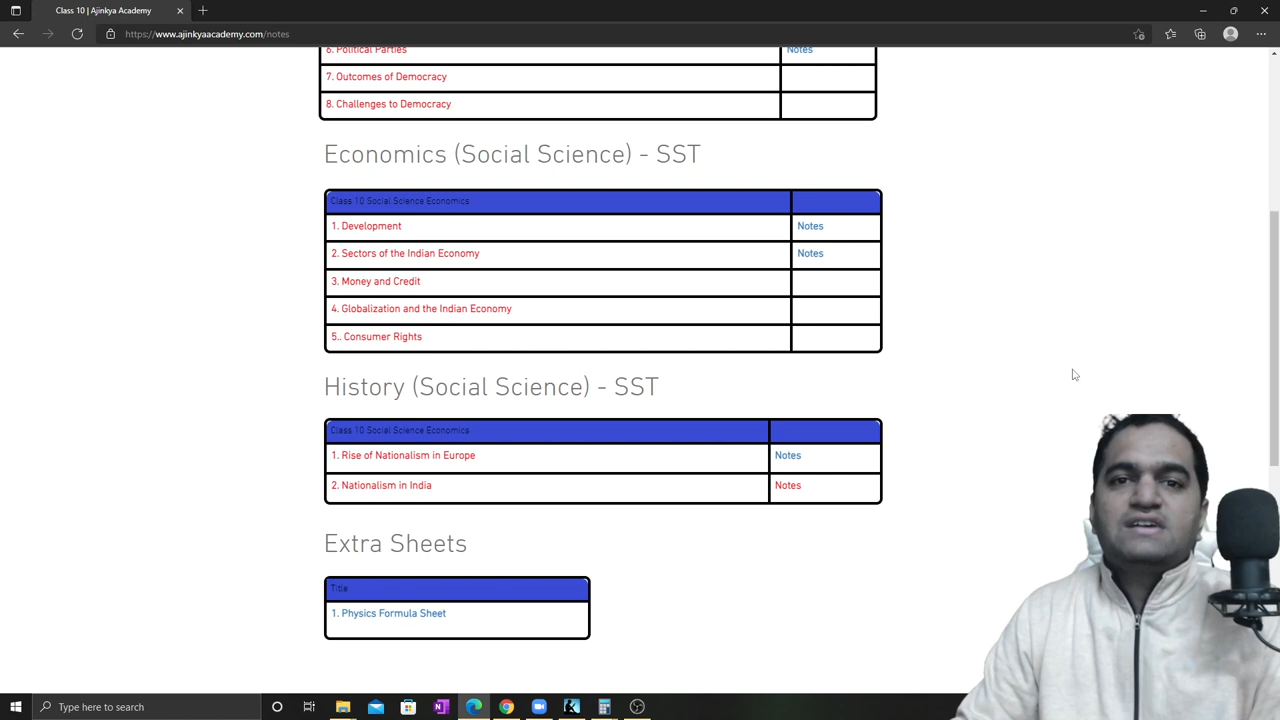 Class 10 | Ajinkya Academy
https://www.ajinkyaacademy.com/notes
6. Political Parties Notes
7. Outcomes of Democracy
8. Challenges to Democracy
Economics (Social Science) - SST
Class 10 Social Science Economics
1. Development Notes
2. Sectors of the Indian Economy Notes
3. Money and Credit
4. Globalization and the Indian Economy
5.. Consumer Rights
History (Social Science) - SST
Class 10 Social Science Economics
1. Rise of Nationalism in Europe Notes
2. Nationalism in India Notes
Extra Sheets
Title
1. Physics Formula Sheet
Type here to search